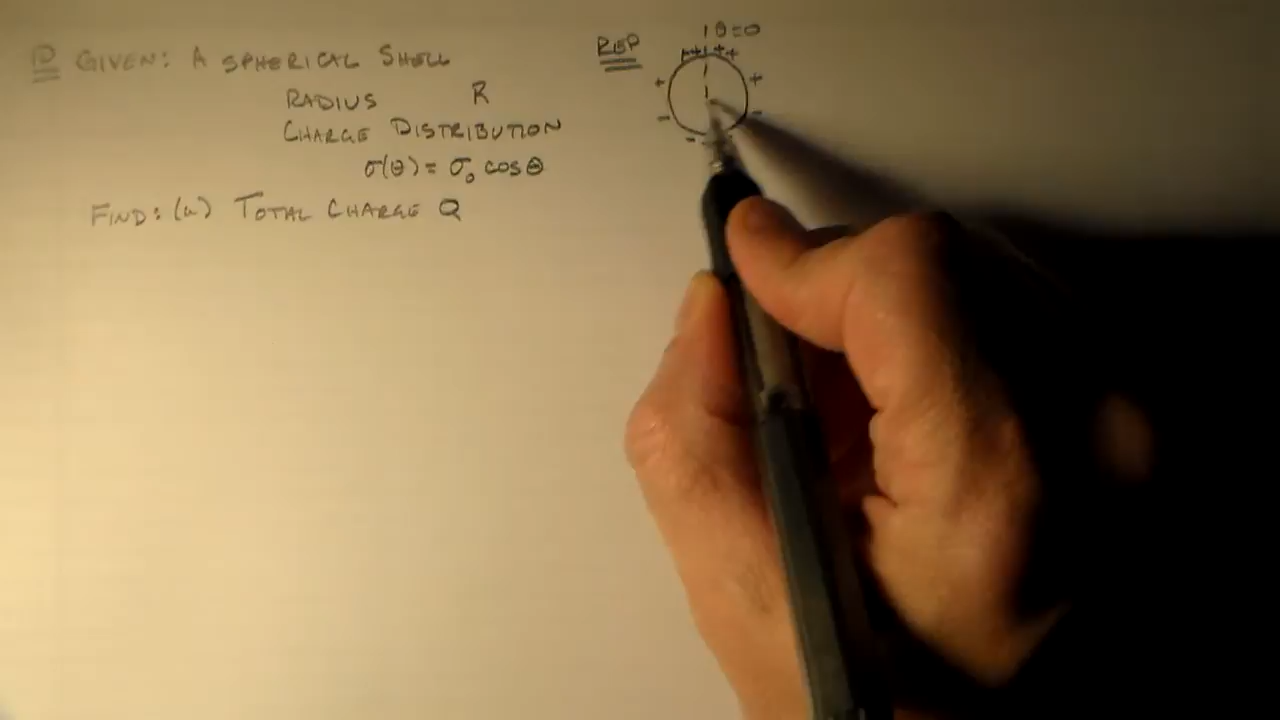 P GIVEN: A SPHERICAL SHELL
RADIUS R
CHARGE DISTRIBUTION
σ(θ) = σ₀ cos θ
FIND: (a) TOTAL CHARGE Q
REP
θ=0
+ + + +
+ +
- -
-